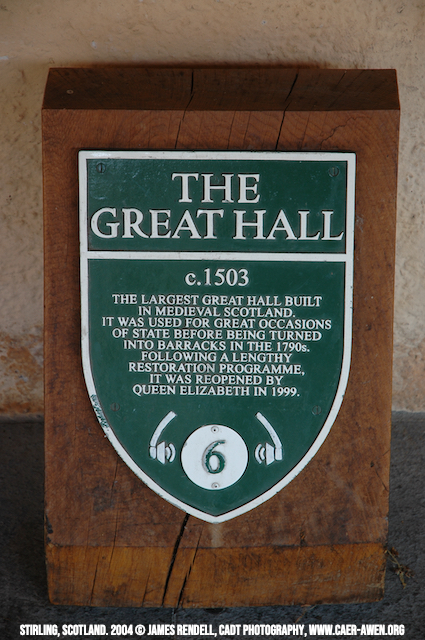 THE
GREAT HALL
c.1503
THE LARGEST GREAT HALL BUILT
IN MEDIEVAL SCOTLAND.
IT WAS USED FOR GREAT OCCASIONS
OF STATE BEFORE BEING TURNED
INTO BARRACKS IN THE 1790s.
FOLLOWING A LENGTHY
RESTORATION PROGRAMME,
IT WAS REOPENED BY
QUEEN ELIZABETH IN 1999.
6
STIRLING, SCOTLAND. 2004 © JAMES RENDELL, CADT PHOTOGRAPHY, WWW.CAER-AWEN.ORG